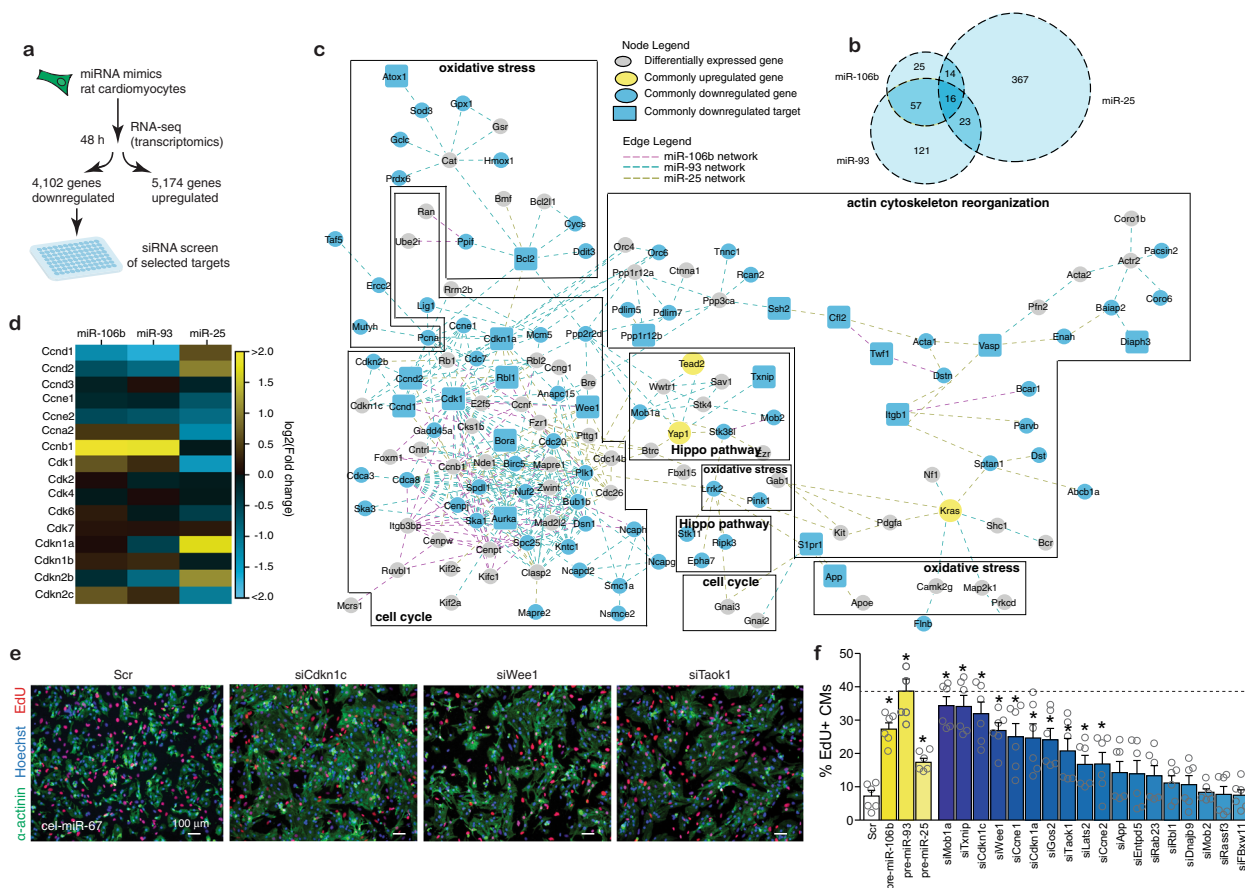 a
miRNA mimics
rat cardiomyocytes
48 h
RNA-seq
(transcriptomics)
4,102 genes
downregulated
5,174 genes
upregulated
siRNA screen
of selected targets
b
miR-106b
miR-93
miR-25
25
14
367
57
16
23
121
c
Node Legend
Differentially expressed gene
Commonly upregulated gene
Commonly downregulated gene
Commonly downregulated target
Edge Legend
miR-106b network
miR-93 network
miR-25 network
oxidative stress
Atox1
Sod3
Gpx1
Gsr
Gclc
Cat
Hmox1
Prdx6
Bmf
Bcl2l1
Ran
Cycs
Ube2i
Ppif
Taf5
Bcl2
Ddit3
Ercc2
Rrm2b
Lig1
Mutyh
Pcna
actin cytoskeleton reorganization
Orc4
Orc6
Tnnc1
Ppp1r12a
Ctnna1
Rcan2
Ppp3ca
Pdlim5
Pdlim7
Ppp1r12b
Ssh2
Cfl2
Twf1
Acta1
Dstn
Vasp
Pfn2
Acta2
Coro1b
Actr2
Pacsin2
Baiap2
Coro6
Enah
Diaph3
Itgb1
Bcar1
Parvb
Dst
Sptan1
Abcb1a
Nf1
Kras
Shc1
Bcr
Pdgfa
Kit
S1pr1
Ccne1
Cdkn1a
Mcm5
Ppp2r2d
Cdkn2b
Rb1
Cdc7
Rbl2
Ccng1
Ccnd2
Rbl1
Bre
Cdkn1c
Ccnd1
Cdk1
E2f5
Ccnf
Anapc15
Wee1
Gadd45a
Cks1b
Fzr1
Pttg1
Foxm1
Cntrl
Bora
Cdc20
Cdc14b
Ccnb1
Nde1
Birc5
Mapre1
Plk1
Cdca3
Cdca8
Spdl1
Zwint
Cdc26
Ska3
Cenpj
Nuf2
Bub1b
Itgb3bp
Ska1
Aurka
Mad2l2
Dsn1
Cenpw
Cenpt
Spc25
Kntc1
Ncaph
Ruvbl1
Kif2c
Kifc1
Clasp2
Ncapd2
Ncapg
Smc1a
Mcrs1
Kif2a
Mapre2
Nsmce2
cell cycle
Tead2
Wwtr1
Sav1
Txnip
Mob1a
Stk4
Mob2
Yap1
Stk38l
Btrc
Hippo pathway
Ezr
Fbxl15
oxidative stress
Gab1
Lrrk2
Pink1
Hippo pathway
Stk11
Ripk3
Epha7
cell cycle
Gnai3
Gnai2
App
oxidative stress
Apoe
Camk2g
Map2k1
Prkcd
Flnb
d
miR-106b
miR-93
miR-25
Ccnd1
Ccnd2
Ccnd3
Ccne1
Ccne2
Ccna2
Ccnb1
Cdk1
Cdk2
Cdk4
Cdk6
Cdk7
Cdkn1a
Cdkn1b
Cdkn2b
Cdkn2c
>2.0
1.5
1.0
0.5
0.0
-0.5
-1.0
-1.5
<2.0
log2(Fold change)
e
Scr
siCdkn1c
siWee1
siTaok1
α-actinin Hoechst EdU
cel-miR-67
100 μm
f
% EdU+ CMs
50
40
30
20
10
0
* * * * * * * * * * * * *
Scr
pre-miR-106b
pre-miR-93
pre-miR-25
siMob1a
siTxnip
siCdkn1c
siWee1
siCcne1
siCdkn1a
siGos2
siTaok1
siLats2
siCcne2
siApp
siEntpd5
siRab23
siRbl1
siDnajb9
siMob2
siRassf3
siFBxw11